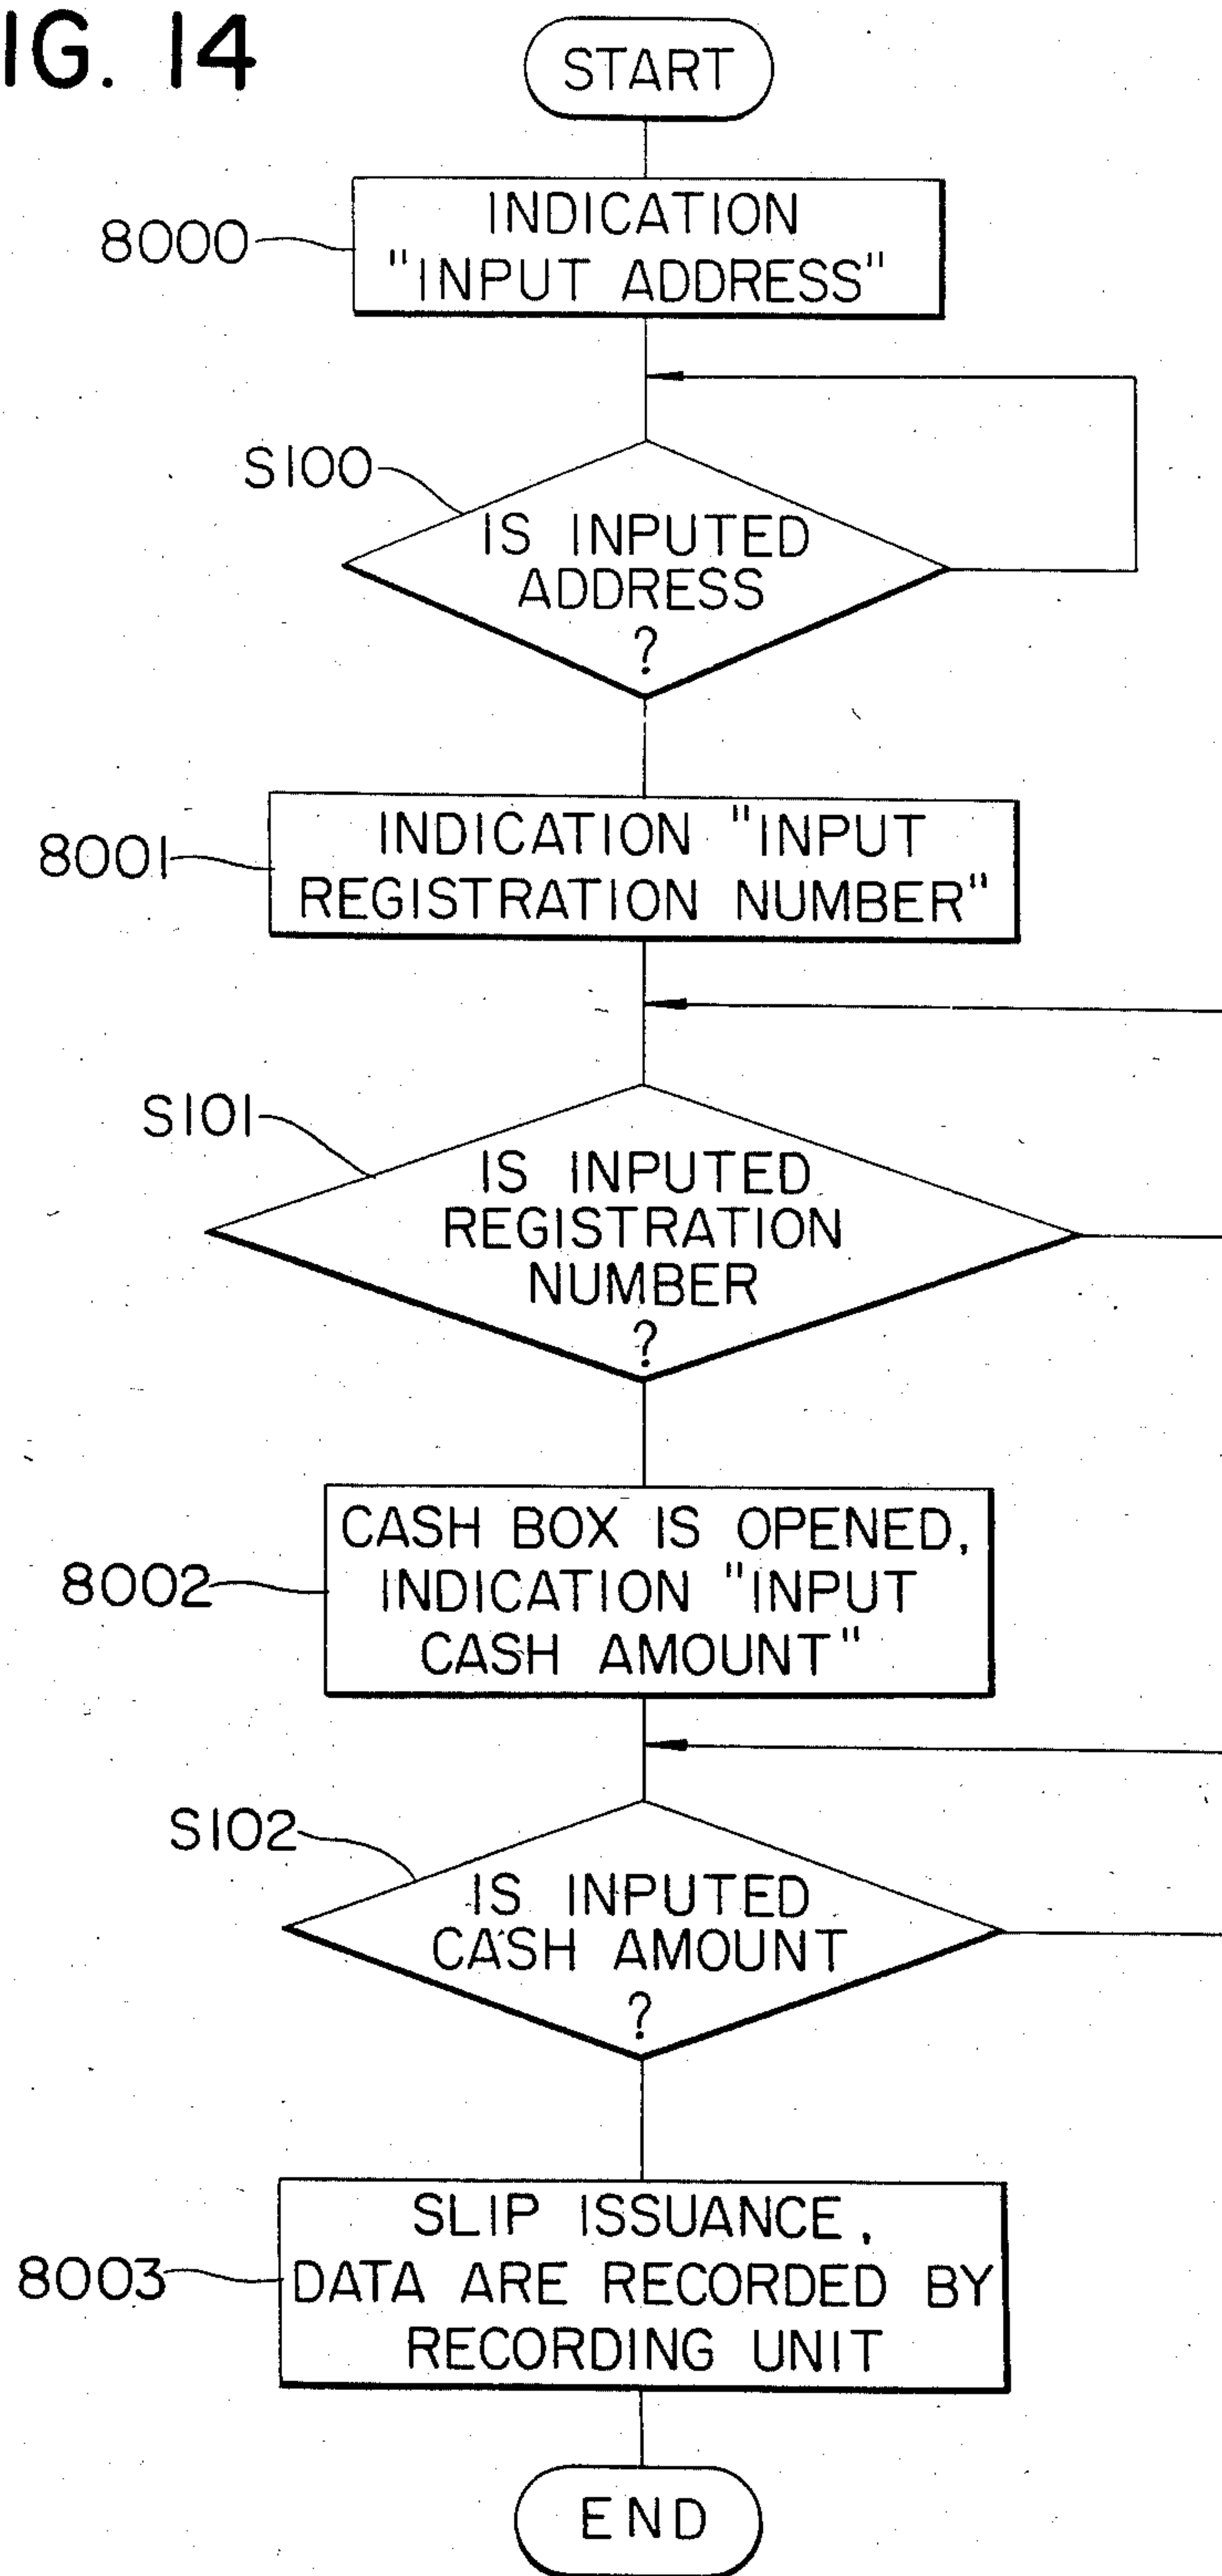 IG. 14
START
INDICATION
8000
"INPUT ADDRESS"
S100
IS INPUTED
ADDRESS
?
INDICATION "INPUT
8001
REGISTRATION NUMBER"
S101
IS INPUTED
REGISTRATION
NUMBER
?
CASH BOX IS OPENED,
8002
INDICATION "INPUT
CASH AMOUNT"
S102
IS INPUTED
CASH AMOUNT
?
SLIP ISSUANCE,
8003
DATA ARE RECORDED BY
RECORDING UNIT
END